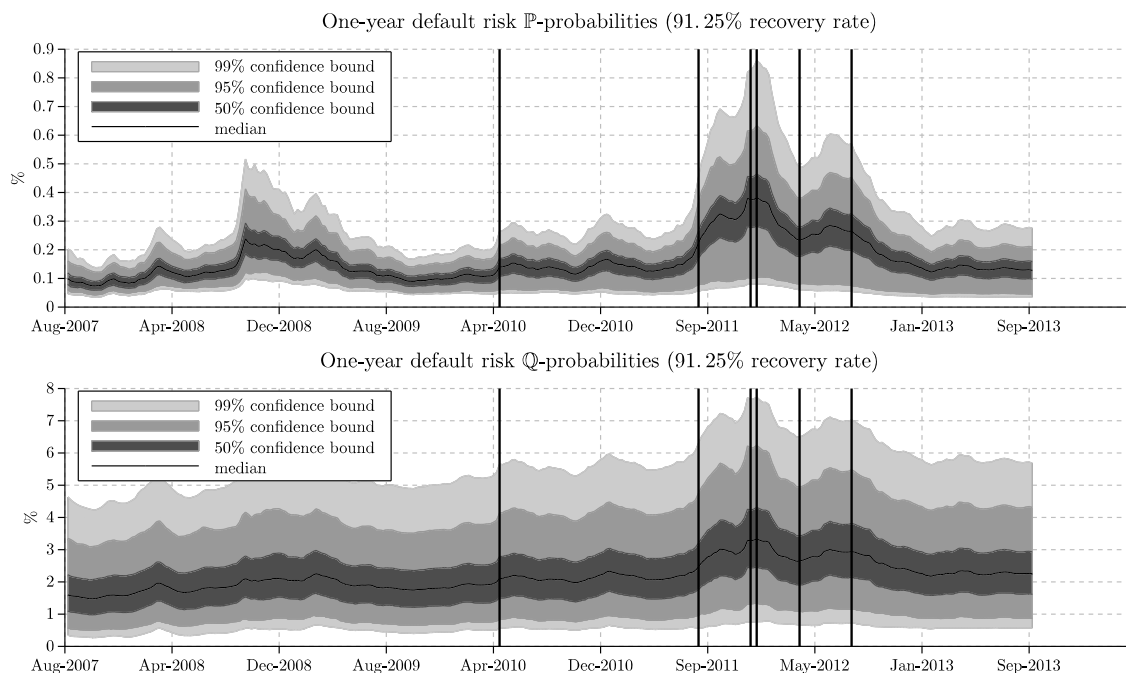 One-year default risk ℙ-probabilities (91.25% recovery rate)
0.9
0.8
0.7
0.6
0.5
0.4
0.3
0.2
0.1
0
%
99% confidence bound
95% confidence bound
50% confidence bound
median
Aug-2007 Apr-2008 Dec-2008 Aug-2009 Apr-2010 Dec-2010 Sep-2011 May-2012 Jan-2013 Sep-2013
One-year default risk ℚ-probabilities (91.25% recovery rate)
8
7
6
5
4
3
2
1
0
%
99% confidence bound
95% confidence bound
50% confidence bound
median
Aug-2007 Apr-2008 Dec-2008 Aug-2009 Apr-2010 Dec-2010 Sep-2011 May-2012 Jan-2013 Sep-2013